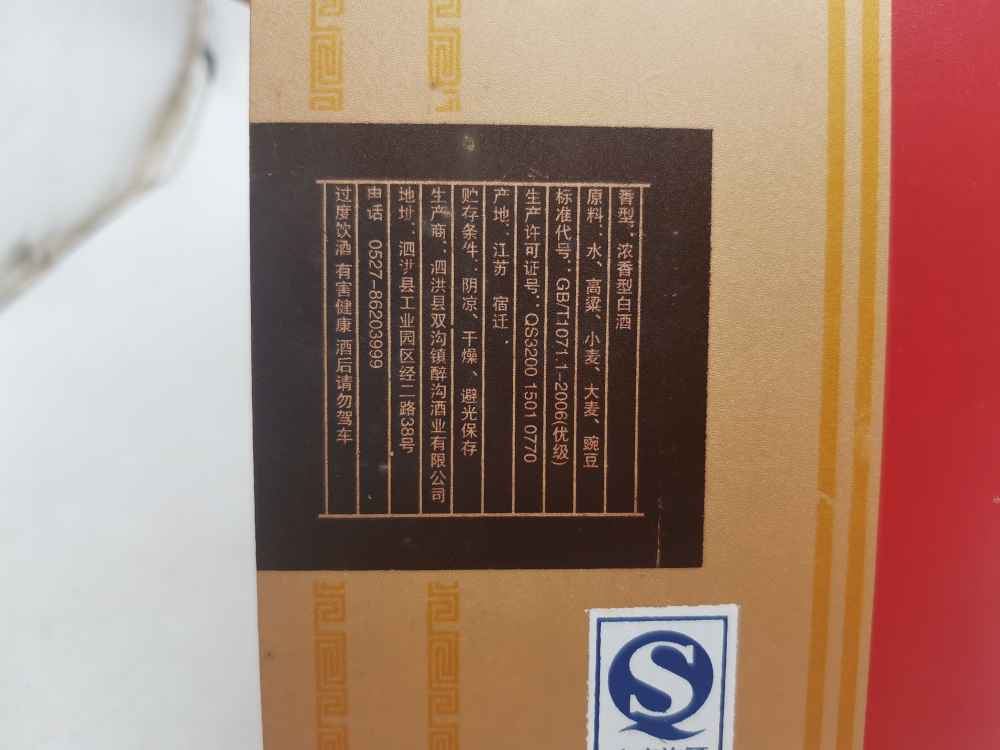 香型：浓香型白酒
原料：水、高粱、小麦、大麦、豌豆
标准代号：GB/T10781.1-2006(优级)
生产许可证号：QS3200 1501 0770
产地：江苏 宿迁
贮存条件：阴凉、干燥、避光保存
生产商：泗洪县双沟镇醉沟酒业有限公司
地址：泗洪县工业园区经二路38号
电话 0527-86203999
过度饮酒 有害健康 酒后请勿驾车